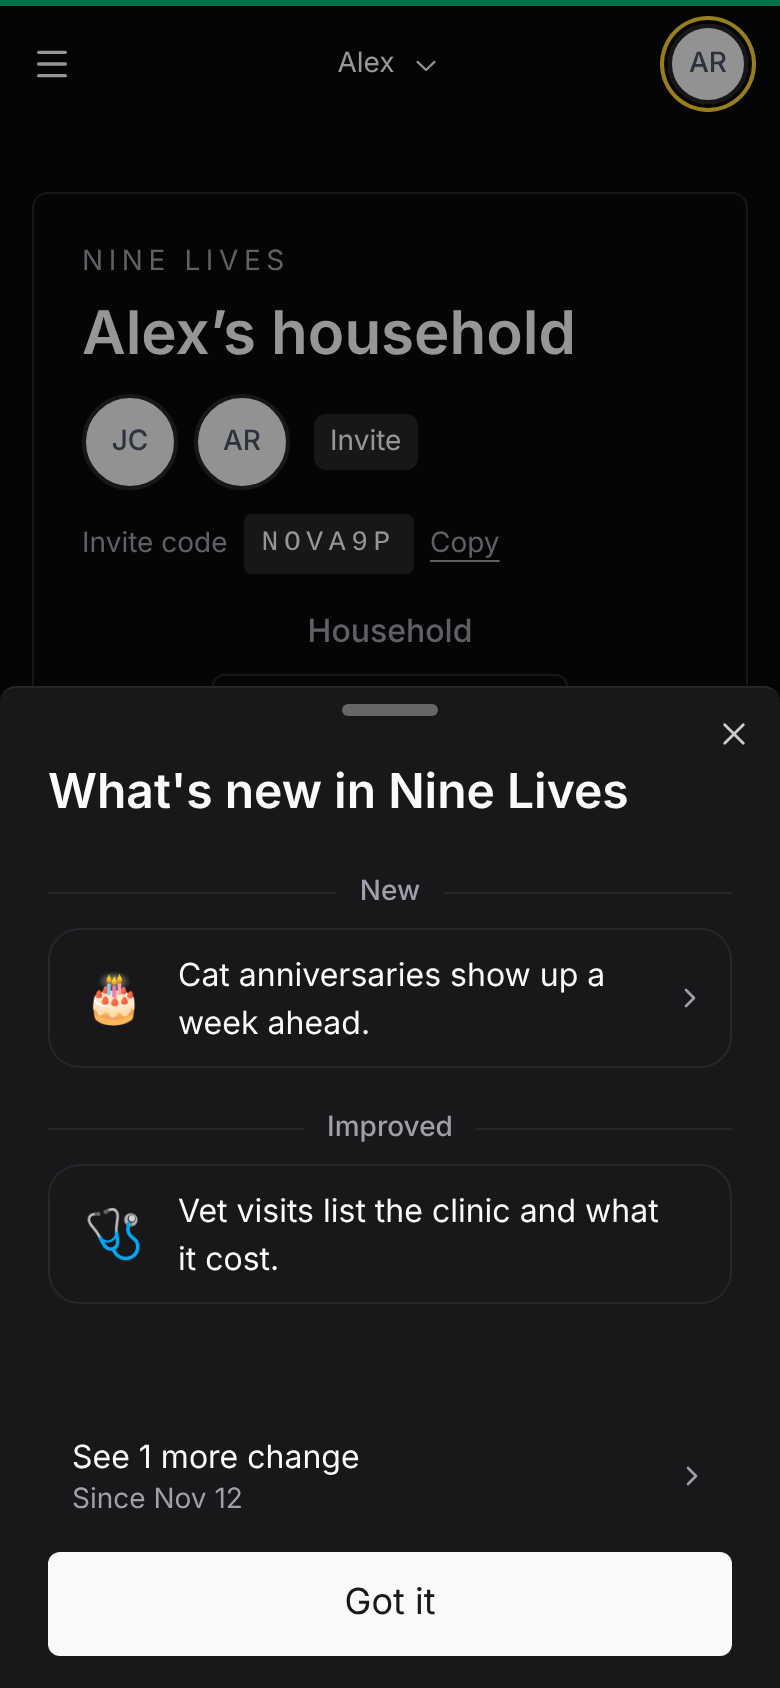 Alex
AR
NINE LIVES
Alex’s household
JC
AR
Invite
Invite code
N0VA9P
Copy
Household
What's new in Nine Lives
New
Cat anniversaries show up a
week ahead.
Improved
Vet visits list the clinic and what
it cost.
See 1 more change
Since Nov 12
Got it